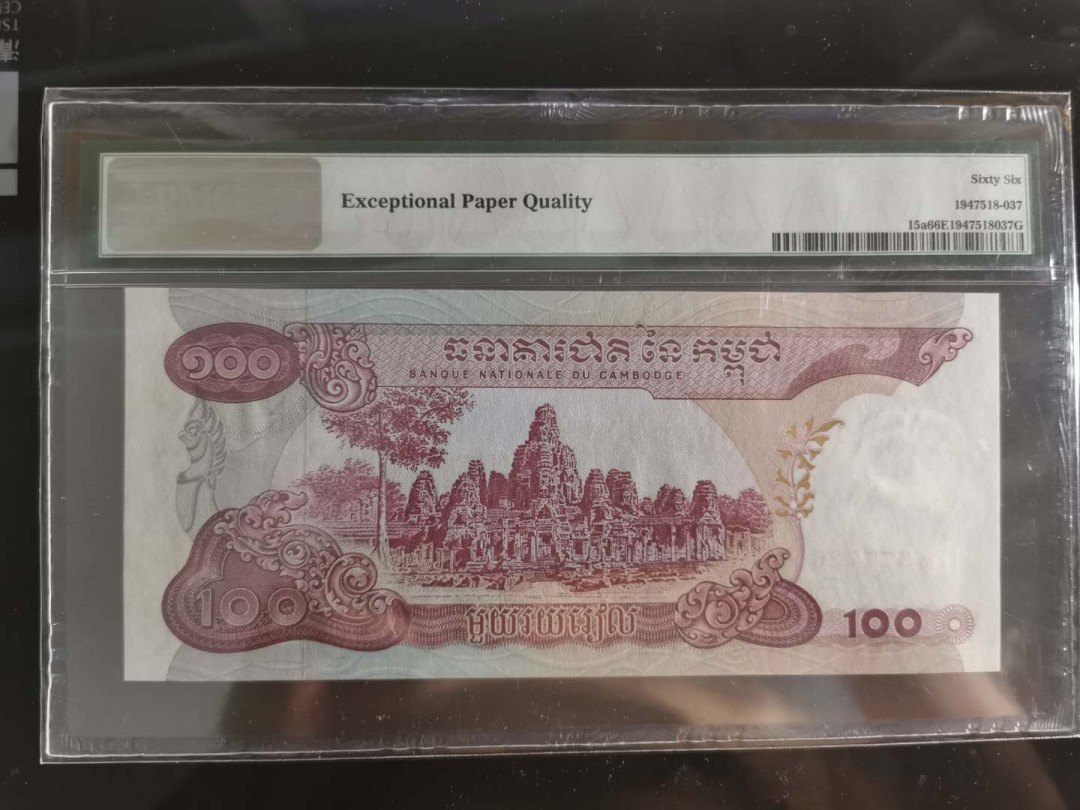 Exceptional Paper Quality
Sixty Six
1947518-037
15a66E1947518037G
១០០
ធនាគារជាតិ នៃ កម្ពុជា
BANQUE NATIONALE DU CAMBODGE
100
មួយរយរៀល
100